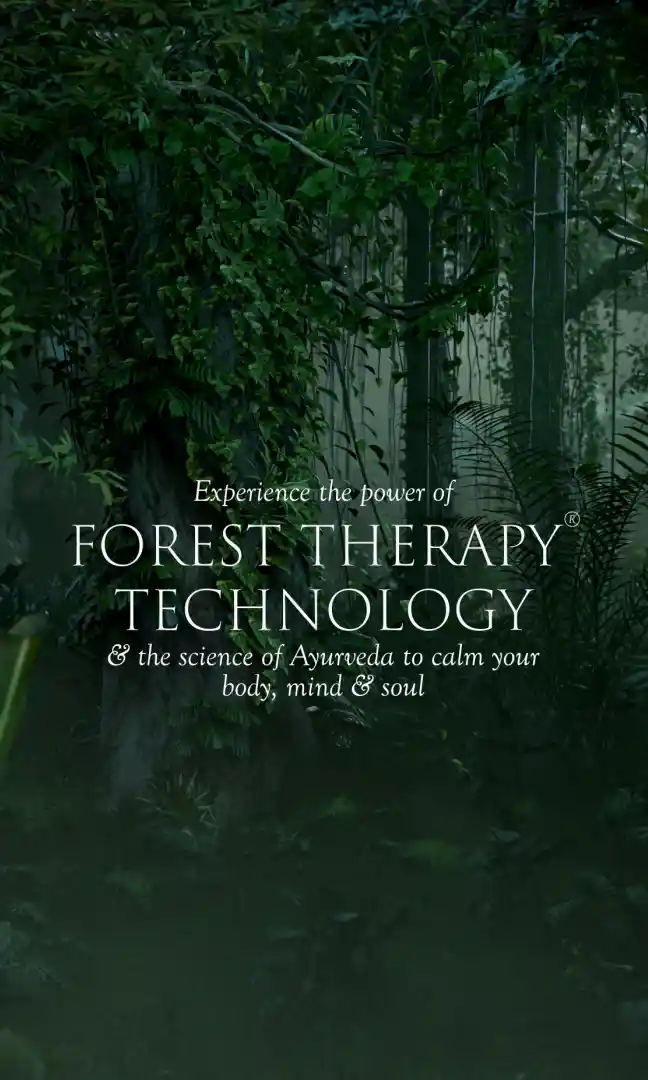 Experience the power of
FOREST THERAPY®
TECHNOLOGY
& the science of Ayurveda to calm your
body, mind & soul